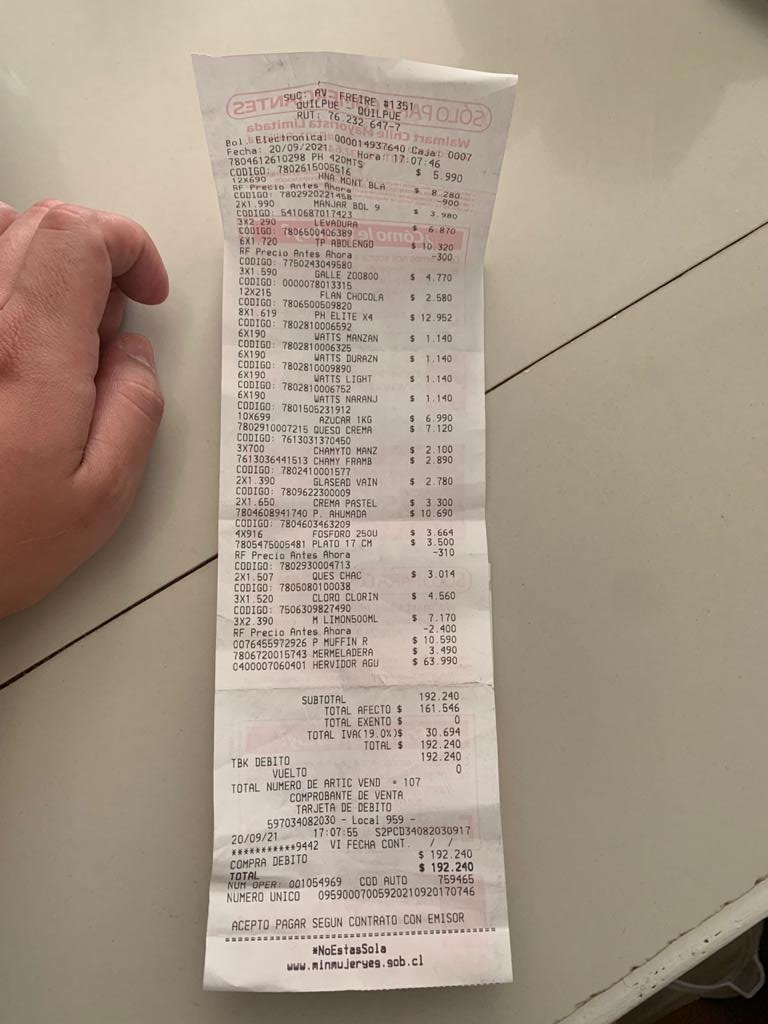 SUC: AV. FREIRE #1351
QUILPUE - QUILPUE
RUT: 76.232.647-7
Bol. Electronica: 000014937640 Caja: 0007
Fecha: 20/09/2021 Hora: 17:07:46
7804612610298 PH 420MTS $ 5.990
CODIGO: 7802615005516
12X690 HNA MONT BLA $ 8.280
RF Precio Antes Ahora -900
CODIGO: 7802920221458
2X1.990 MANJAR BOL 9 $ 3.980
CODIGO: 5410687017423
3X2.290 LEVADURA $ 6.870
CODIGO: 7806500406389
6X1.720 TP ABOLENGO $ 10.320
RF Precio Antes Ahora -300
CODIGO: 7750243049580
3X1.590 GALLE ZOO800 $ 4.770
CODIGO: 0000078013315
12X215 FLAN CHOCOLA $ 2.580
CODIGO: 7806500509820
8X1.619 PH ELITE X4 $ 12.952
CODIGO: 7802810006592
6X190 WATTS MANZAN $ 1.140
CODIGO: 7802810006325
6X190 WATTS DURAZN $ 1.140
CODIGO: 7802810009890
6X190 WATTS LIGHT $ 1.140
CODIGO: 7802810006752
6X190 WATTS NARANJ $ 1.140
CODIGO: 7801505231912
10X699 AZUCAR 1KG $ 6.990
7802910007215 QUESO CREMA $ 7.120
CODIGO: 7613031370450
3X700 CHAMYTO MANZ $ 2.100
7613036441513 CHAMY FRAMB $ 2.890
CODIGO: 7802410001577
2X1.390 GLASEAD VAIN $ 2.780
CODIGO: 7809622300009
2X1.650 CREMA PASTEL $ 3.300
7804608941740 P. AHUMADA $ 10.690
CODIGO: 7804603463209
4X916 FOSFORO 250U $ 3.664
7805475005481 PLATO 17 CM $ 3.500
RF Precio Antes Ahora -310
CODIGO: 7802930004713
2X1.507 QUES CHAC $ 3.014
CODIGO: 7805080100038
3X1.520 CLORO CLORIN $ 4.560
CODIGO: 7506309827490
3X2.390 M LIMON500ML $ 7.170
RF Precio Antes Ahora -2.400
0076455972926 P MUFFIN R $ 10.590
7806720015743 MERMELADERA $ 3.490
0400007060401 HERVIDOR AGU $ 63.990
SUBTOTAL 192.240
TOTAL AFECTO $ 161.546
TOTAL EXENTO $ 0
TOTAL IVA(19.0%)$ 30.694
TOTAL $ 192.240
TBK DEBITO 192.240
VUELTO 0
TOTAL NUMERO DE ARTIC VEND = 107
COMPROBANTE DE VENTA
TARJETA DE DEBITO
597034082030 - Local 959 -
20/09/21 17:07:55 S2PCD34082030917
***********9442 VI FECHA CONT. / /
COMPRA DEBITO $ 192.240
TOTAL $ 192.240
NUM OPER: 001054969 COD AUTO 759465
NUMERO UNICO 09590007005920210920170746
ACEPTO PAGAR SEGUN CONTRATO CON EMISOR
*NoEstasSola
www.minmujeryeg.gob.cl